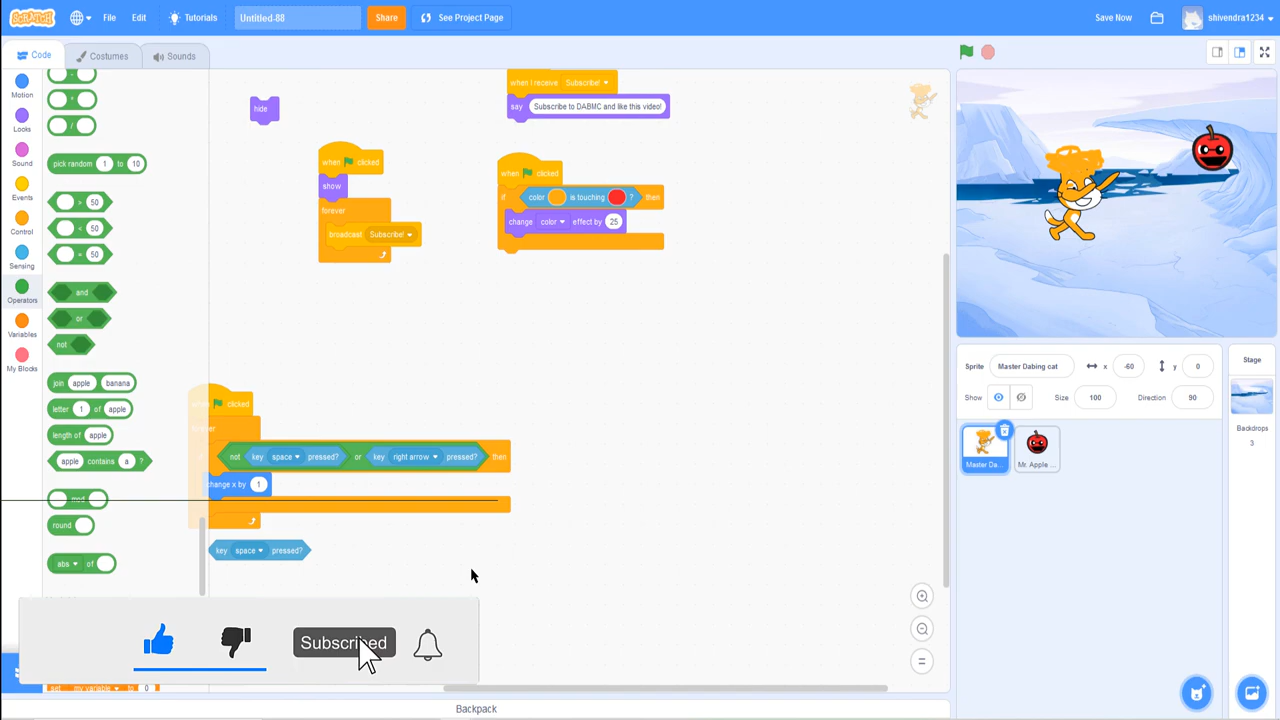 SCRATCH File Edit Tutorials Untitled-88 Share See Project Page Save Now shivendra1234
Code Costumes Sounds
Motion
Looks
Sound
Events
Control
Sensing
Operators
Variables
My Blocks
-
*
/
pick random 1 to 10
> 50
< 50
= 50
and
or
not
join apple banana
letter 1 of apple
length of apple
apple contains a ?
mod
round
abs of
set my variable to 0
hide
when clicked
show
forever
broadcast Subscribe!
when I receive Subscribe!
say Subscribe to DABMC and like this video!
when clicked
if color is touching ? then
change color effect by 25
when clicked
forever
not key space pressed? or key right arrow pressed? then
change x by 1
key space pressed?
Subscribed
Backpack
Sprite Master Dabing cat x -60 y 0
Show Size 100 Direction 90
Master Da...
Mr. Apple ...
Stage
Backdrops
3